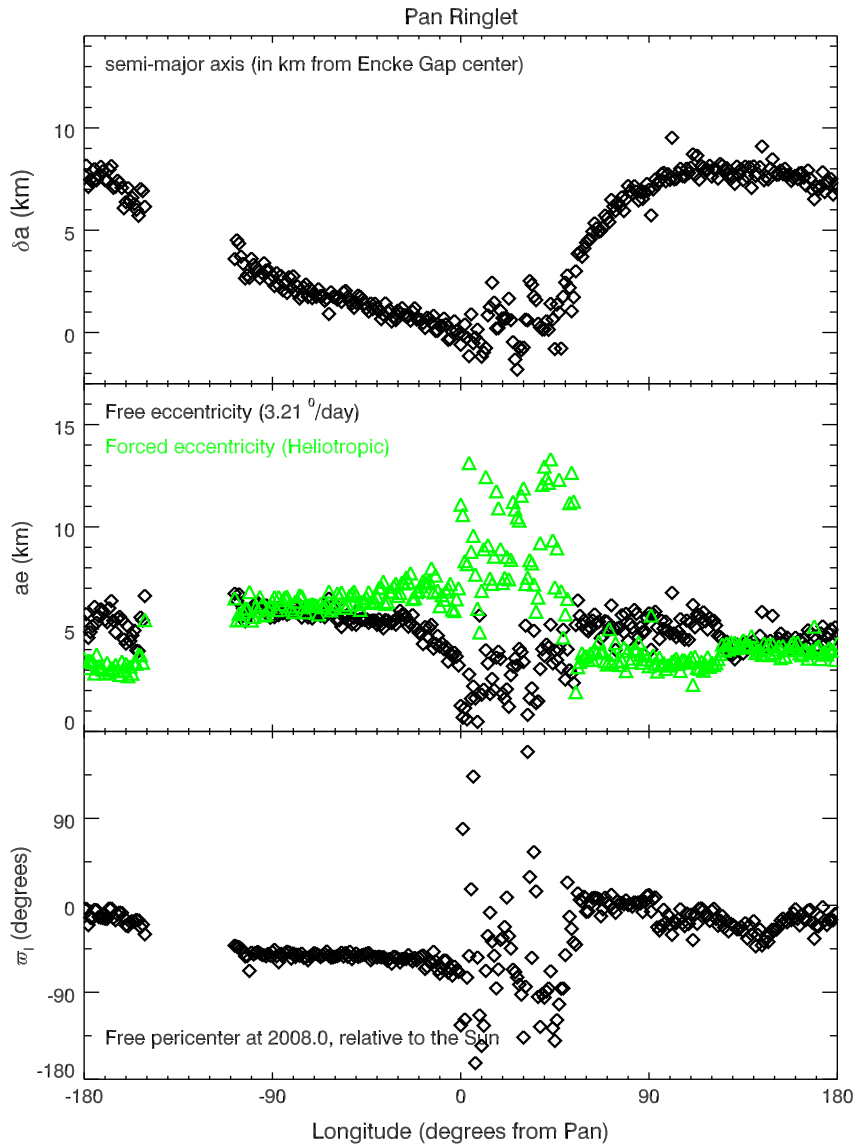 Pan Ringlet
semi-major axis (in km from Encke Gap center)
10
5
0
δa (km)
Free eccentricity (3.21 °/day)
Forced eccentricity (Heliotropic)
15
10
5
0
ae (km)
90
0
-90
-180
ϖₗ (degrees)
Free pericenter at 2008.0, relative to the Sun
-180 -90 0 90 180
Longitude (degrees from Pan)